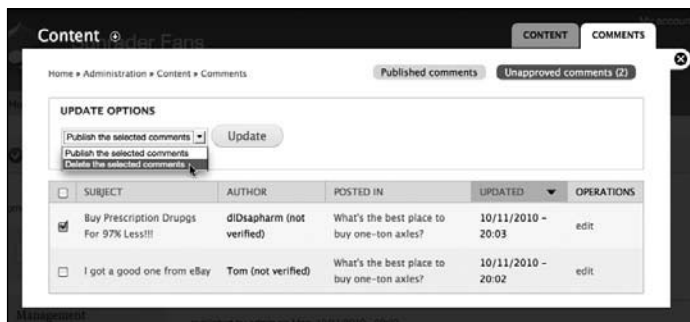 Content
CONTENT
COMMENTS
Home » Administration » Content » Comments
Published comments
Unapproved comments (2)
UPDATE OPTIONS
Publish the selected comments
Update
Publish the selected comments
Delete the selected comments
SUBJECT AUTHOR POSTED IN UPDATED OPERATIONS
Buy Prescription Drupgs dIDsapharm (not What's the best place to 10/11/2010 –
For 97% Less!!! verified) buy one-ton axles? 20:03 edit
I got a good one from eBay Tom (not verified) What's the best place to 10/11/2010 –
buy one-ton axles? 20:02 edit
Management